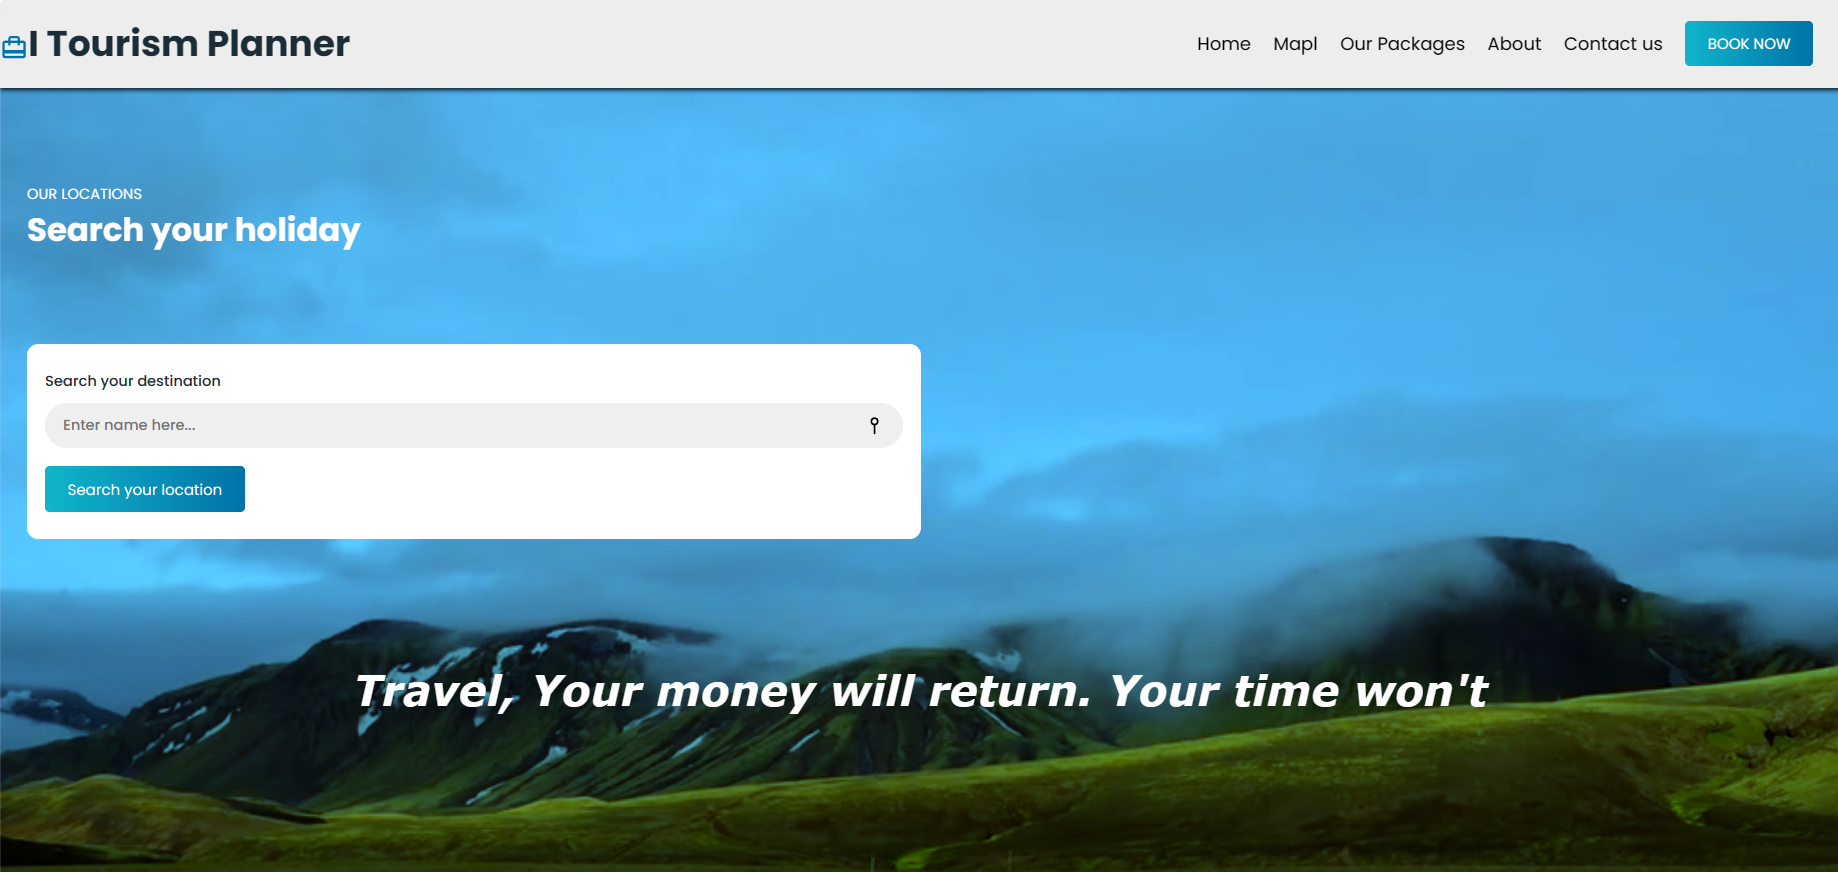 I Tourism Planner
Home Mapl Our Packages About Contact us BOOK NOW
OUR LOCATIONS
Search your holiday
Search your destination
Enter name here...
Search your location
Travel, Your money will return. Your time won't